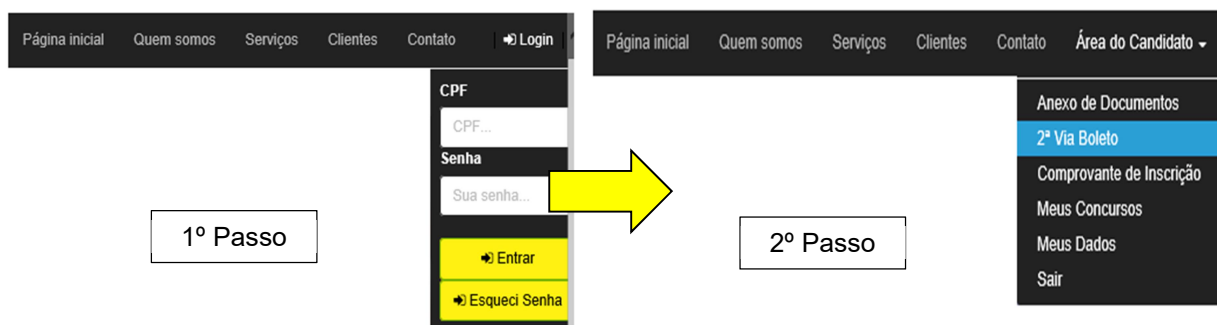 Página inicial Quem somos Serviços Clientes Contato Login
CPF
CPF...
Senha
Sua senha...
Entrar
Esqueci Senha
1º Passo
Página inicial Quem somos Serviços Clientes Contato Área do Candidato
Anexo de Documentos
2ª Via Boleto
Comprovante de Inscrição
Meus Concursos
Meus Dados
Sair
2º Passo